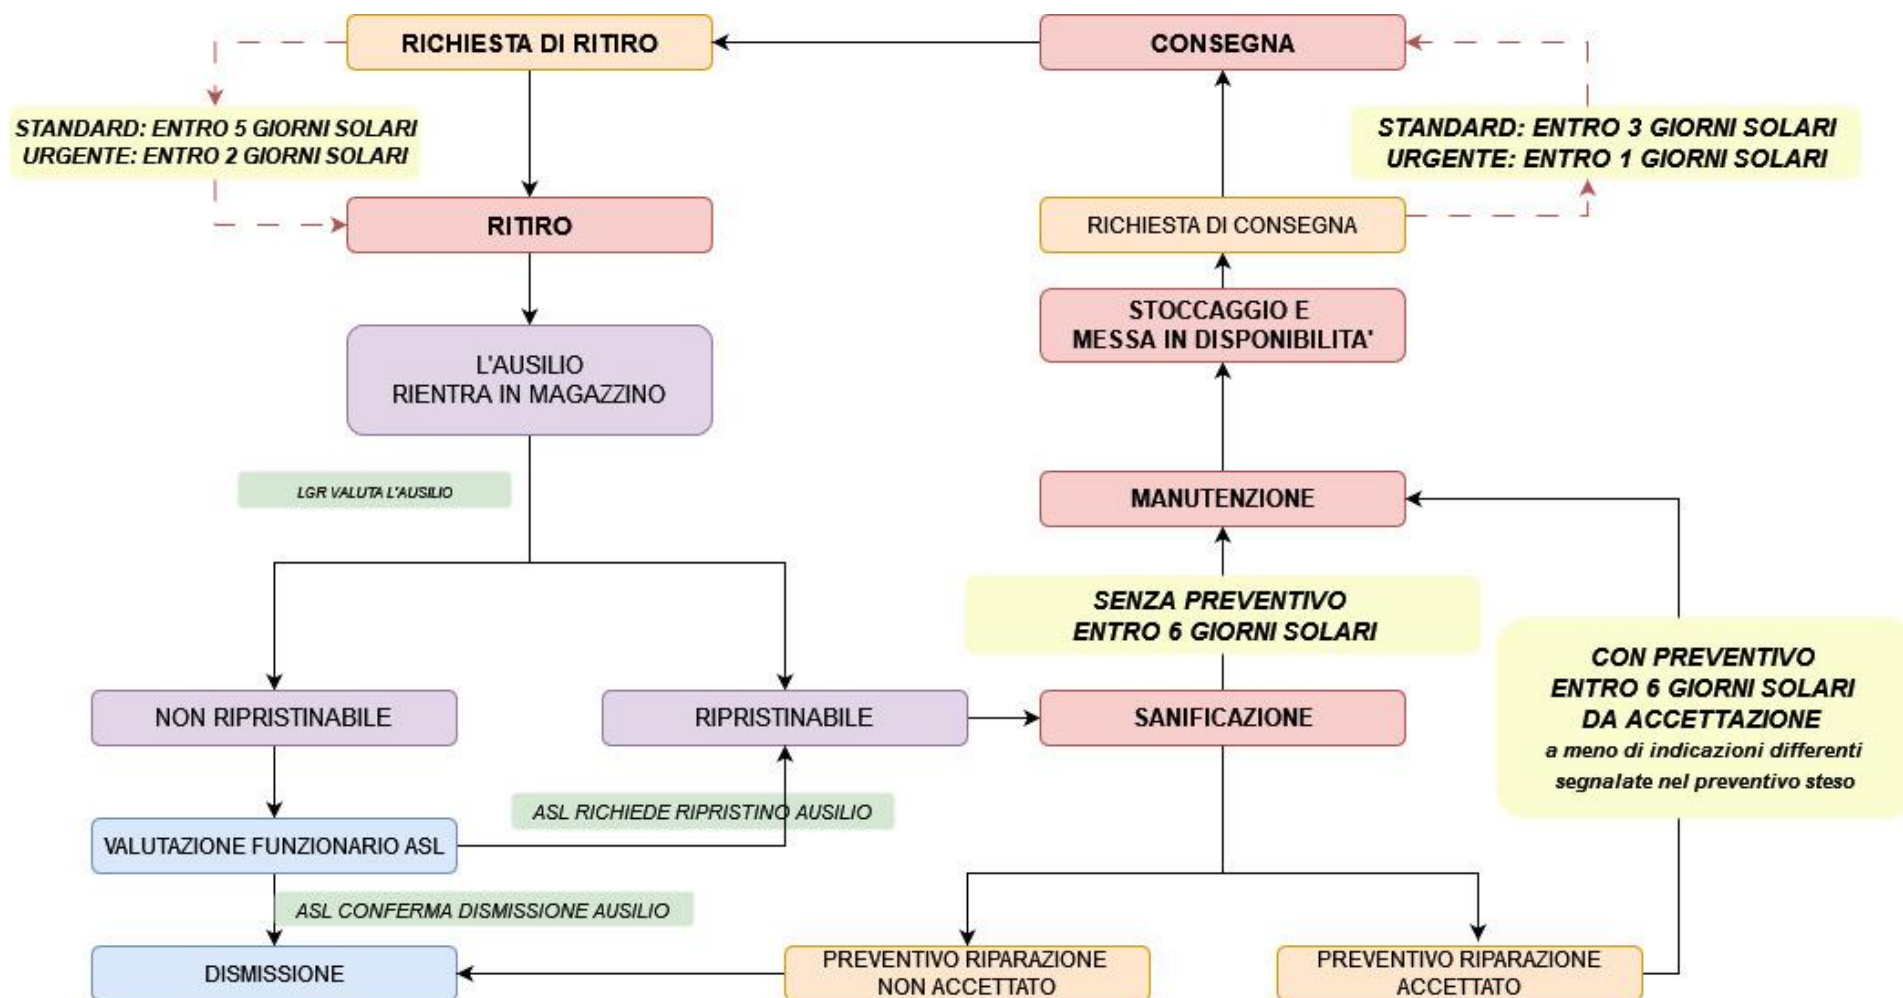 RICHIESTA DI RITIRO
CONSEGNA
STANDARD: ENTRO 5 GIORNI SOLARI
URGENTE: ENTRO 2 GIORNI SOLARI
STANDARD: ENTRO 3 GIORNI SOLARI
URGENTE: ENTRO 1 GIORNI SOLARI
RITIRO
RICHIESTA DI CONSEGNA
STOCCAGGIO E
MESSA IN DISPONIBILITA'
L'AUSILIO
RIENTRA IN MAGAZZINO
LGR VALUTA L'AUSILIO
MANUTENZIONE
SENZA PREVENTIVO
ENTRO 6 GIORNI SOLARI
CON PREVENTIVO
ENTRO 6 GIORNI SOLARI
DA ACCETTAZIONE
a meno di indicazioni differenti
segnalate nel preventivo steso
NON RIPRISTINABILE
RIPRISTINABILE
SANIFICAZIONE
ASL RICHIEDE RIPRISTINO AUSILIO
VALUTAZIONE FUNZIONARIO ASL
ASL CONFERMA DISMISSIONE AUSILIO
DISMISSIONE
PREVENTIVO RIPARAZIONE
NON ACCETTATO
PREVENTIVO RIPARAZIONE
ACCETTATO